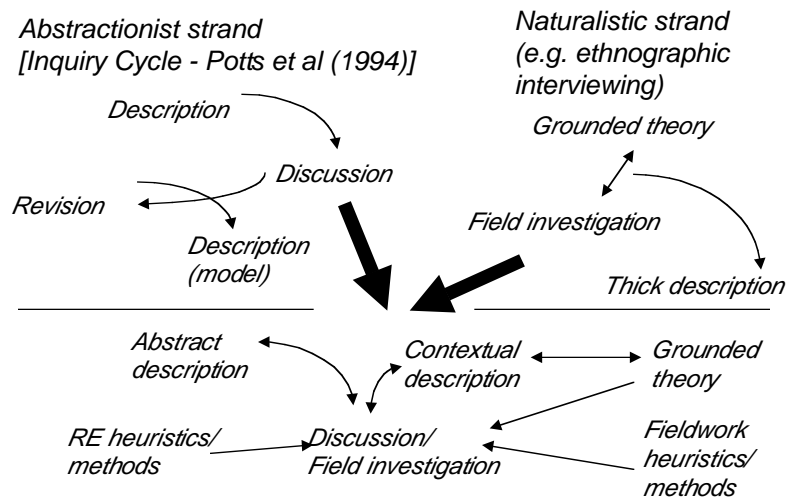 Abstractionist strand
[Inquiry Cycle - Potts et al (1994)]
Naturalistic strand
(e.g. ethnographic
interviewing)
Description
Discussion
Revision
Description
(model)
Grounded theory
Field investigation
Thick description
Abstract
description
Contextual
description
Grounded
theory
RE heuristics/
methods
Discussion/
Field investigation
Fieldwork
heuristics/
methods